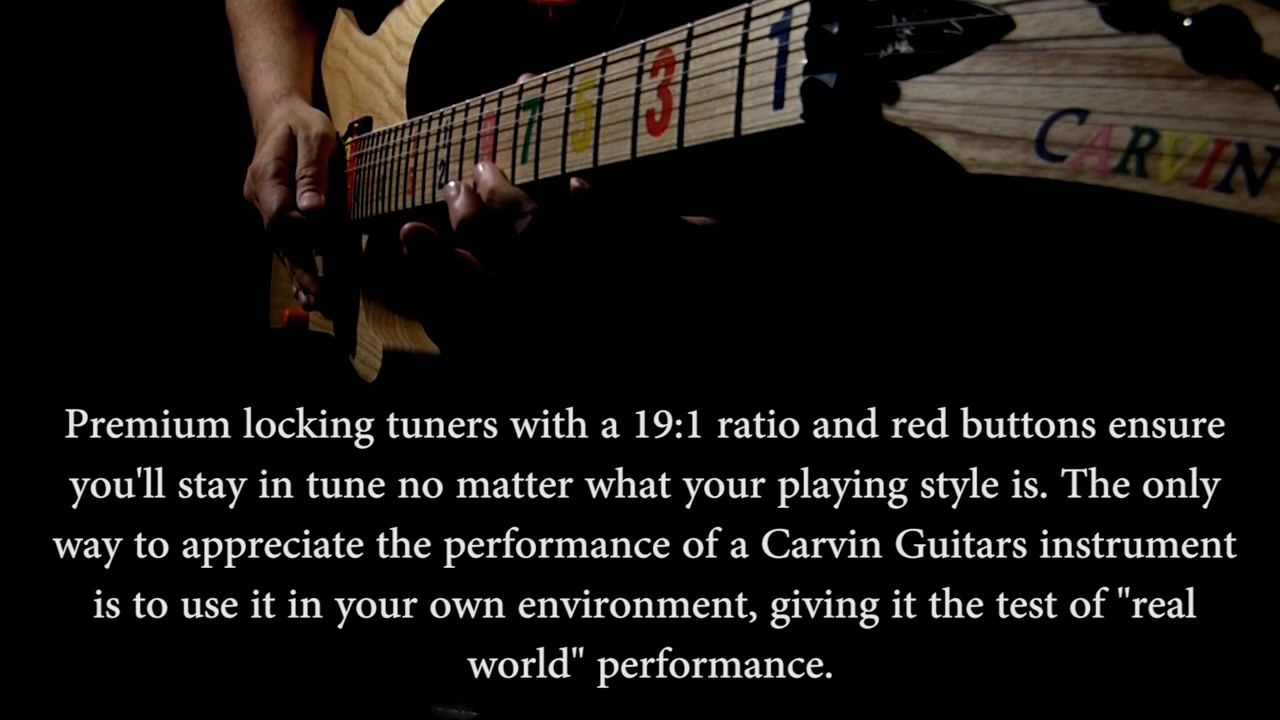 1
3
5
7
CARVIN
Premium locking tuners with a 19:1 ratio and red buttons ensure
you'll stay in tune no matter what your playing style is. The only
way to appreciate the performance of a Carvin Guitars instrument
is to use it in your own environment, giving it the test of "real
world" performance.